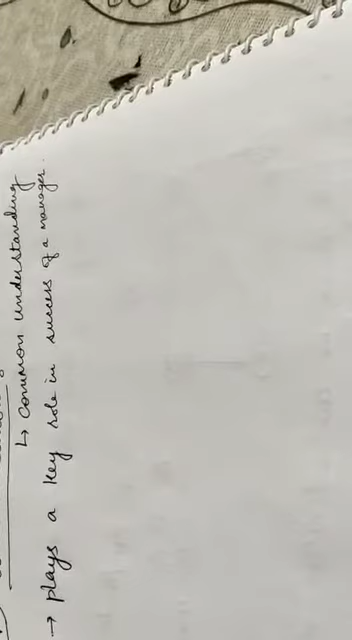 ↳ common understanding
→ plays a key role in success of a manager.